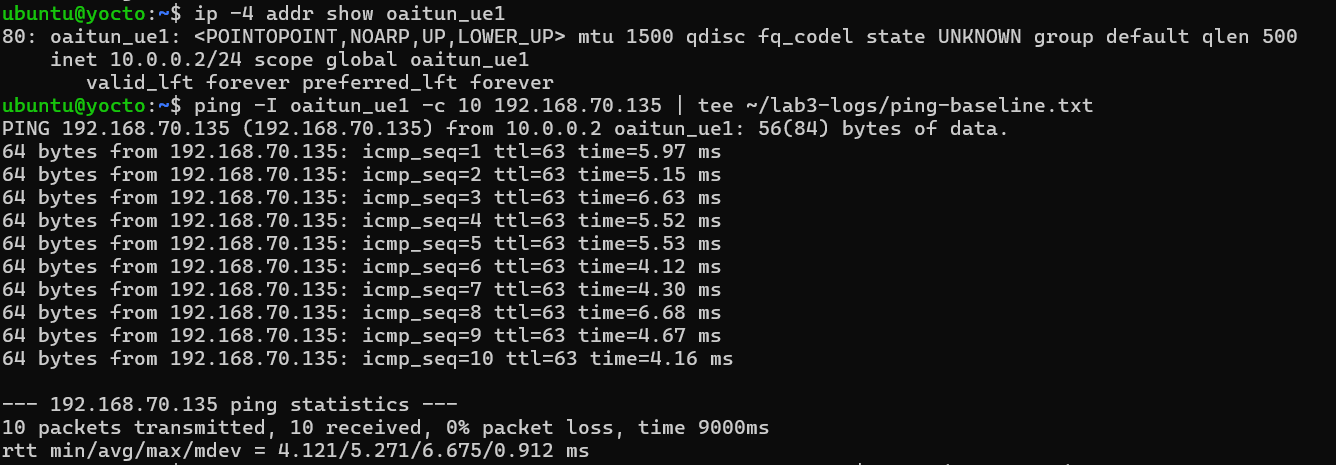 ubuntu@yocto:~$ ip -4 addr show oaitun_ue1
80: oaitun_ue1: <POINTOPOINT,NOARP,UP,LOWER_UP> mtu 1500 qdisc fq_codel state UNKNOWN group default qlen 500
    inet 10.0.0.2/24 scope global oaitun_ue1
       valid_lft forever preferred_lft forever
ubuntu@yocto:~$ ping -I oaitun_ue1 -c 10 192.168.70.135 | tee ~/lab3-logs/ping-baseline.txt
PING 192.168.70.135 (192.168.70.135) from 10.0.0.2 oaitun_ue1: 56(84) bytes of data.
64 bytes from 192.168.70.135: icmp_seq=1 ttl=63 time=5.97 ms
64 bytes from 192.168.70.135: icmp_seq=2 ttl=63 time=5.15 ms
64 bytes from 192.168.70.135: icmp_seq=3 ttl=63 time=6.63 ms
64 bytes from 192.168.70.135: icmp_seq=4 ttl=63 time=5.52 ms
64 bytes from 192.168.70.135: icmp_seq=5 ttl=63 time=5.53 ms
64 bytes from 192.168.70.135: icmp_seq=6 ttl=63 time=4.12 ms
64 bytes from 192.168.70.135: icmp_seq=7 ttl=63 time=4.30 ms
64 bytes from 192.168.70.135: icmp_seq=8 ttl=63 time=6.68 ms
64 bytes from 192.168.70.135: icmp_seq=9 ttl=63 time=4.67 ms
64 bytes from 192.168.70.135: icmp_seq=10 ttl=63 time=4.16 ms

--- 192.168.70.135 ping statistics ---
10 packets transmitted, 10 received, 0% packet loss, time 9000ms
rtt min/avg/max/mdev = 4.121/5.271/6.675/0.912 ms